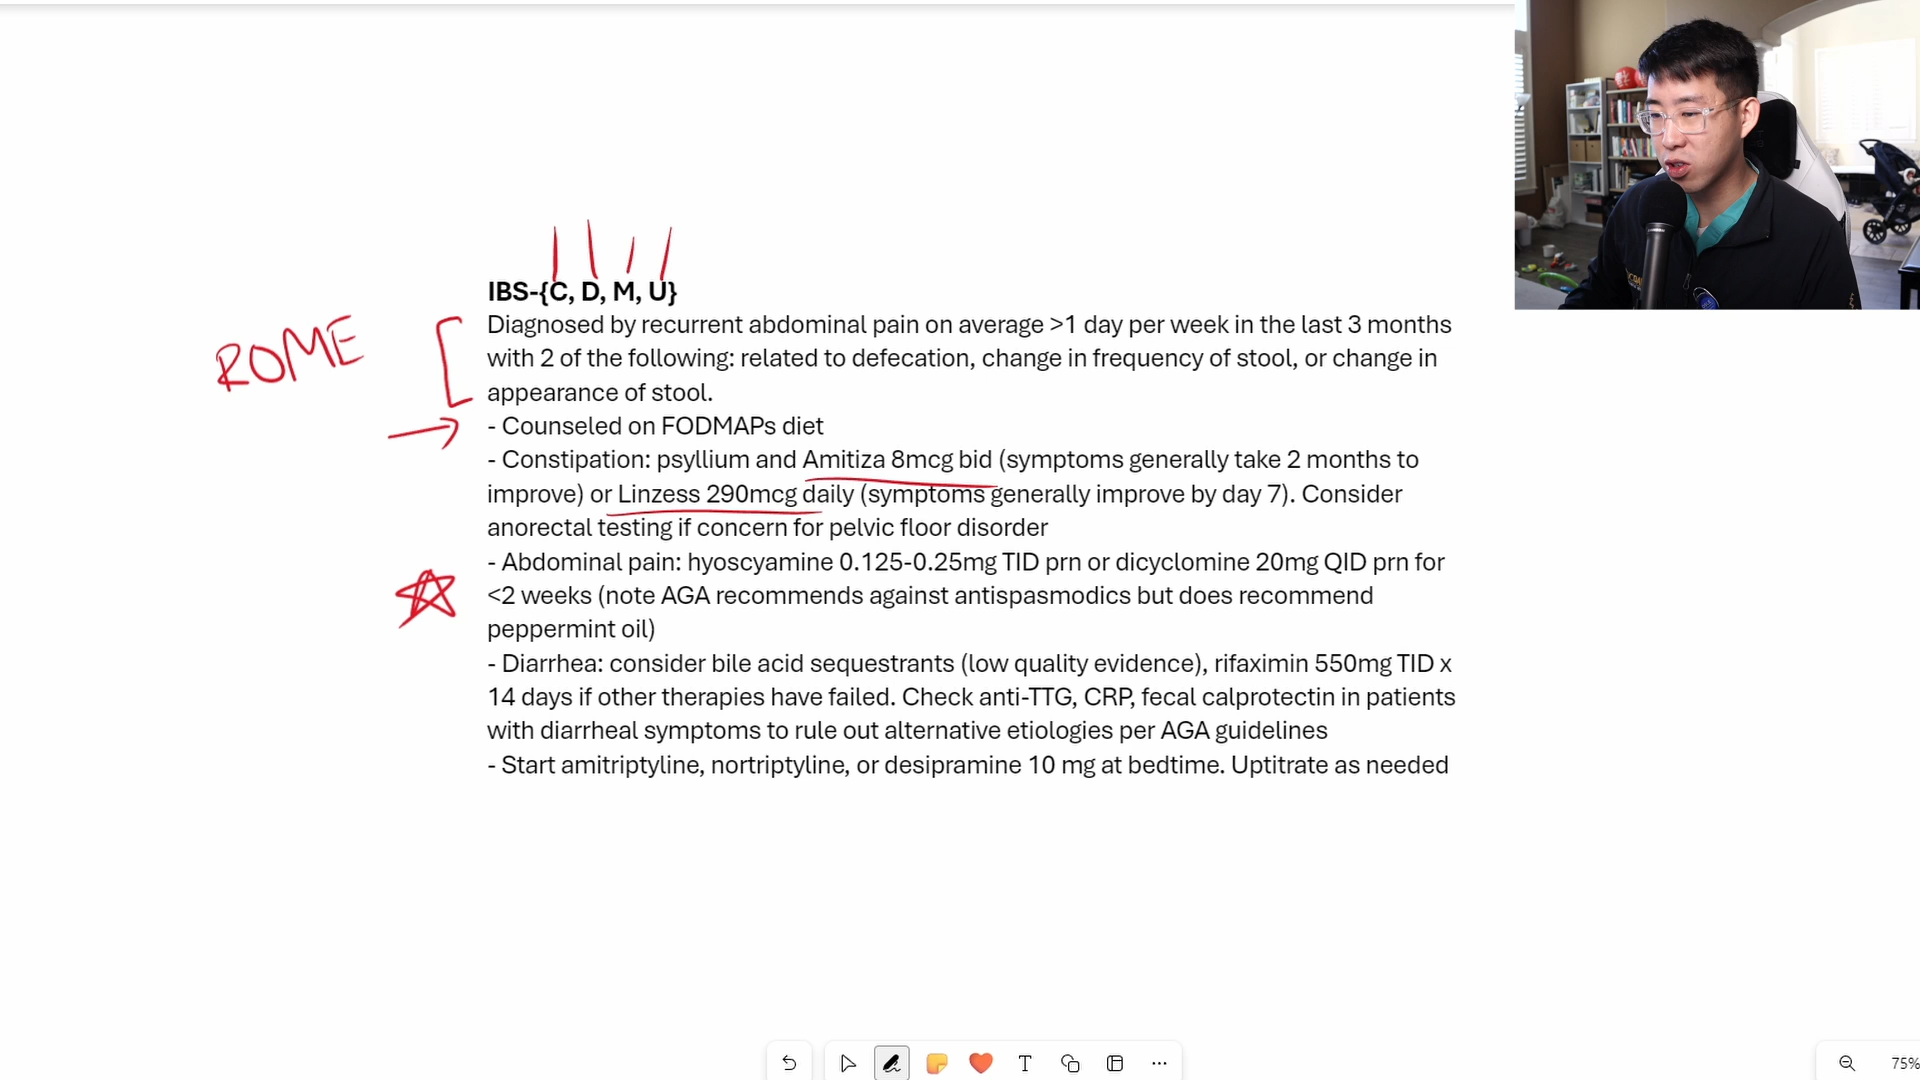 IBS-{C, D, M, U}
ROME
Diagnosed by recurrent abdominal pain on average >1 day per week in the last 3 months
with 2 of the following: related to defecation, change in frequency of stool, or change in
appearance of stool.
- Counseled on FODMAPs diet
- Constipation: psyllium and Amitiza 8mcg bid (symptoms generally take 2 months to
improve) or Linzess 290mcg daily (symptoms generally improve by day 7). Consider
anorectal testing if concern for pelvic floor disorder
- Abdominal pain: hyoscyamine 0.125-0.25mg TID prn or dicyclomine 20mg QID prn for
<2 weeks (note AGA recommends against antispasmodics but does recommend
peppermint oil)
- Diarrhea: consider bile acid sequestrants (low quality evidence), rifaximin 550mg TID x
14 days if other therapies have failed. Check anti-TTG, CRP, fecal calprotectin in patients
with diarrheal symptoms to rule out alternative etiologies per AGA guidelines
- Start amitriptyline, nortriptyline, or desipramine 10 mg at bedtime. Uptitrate as needed
T
75%